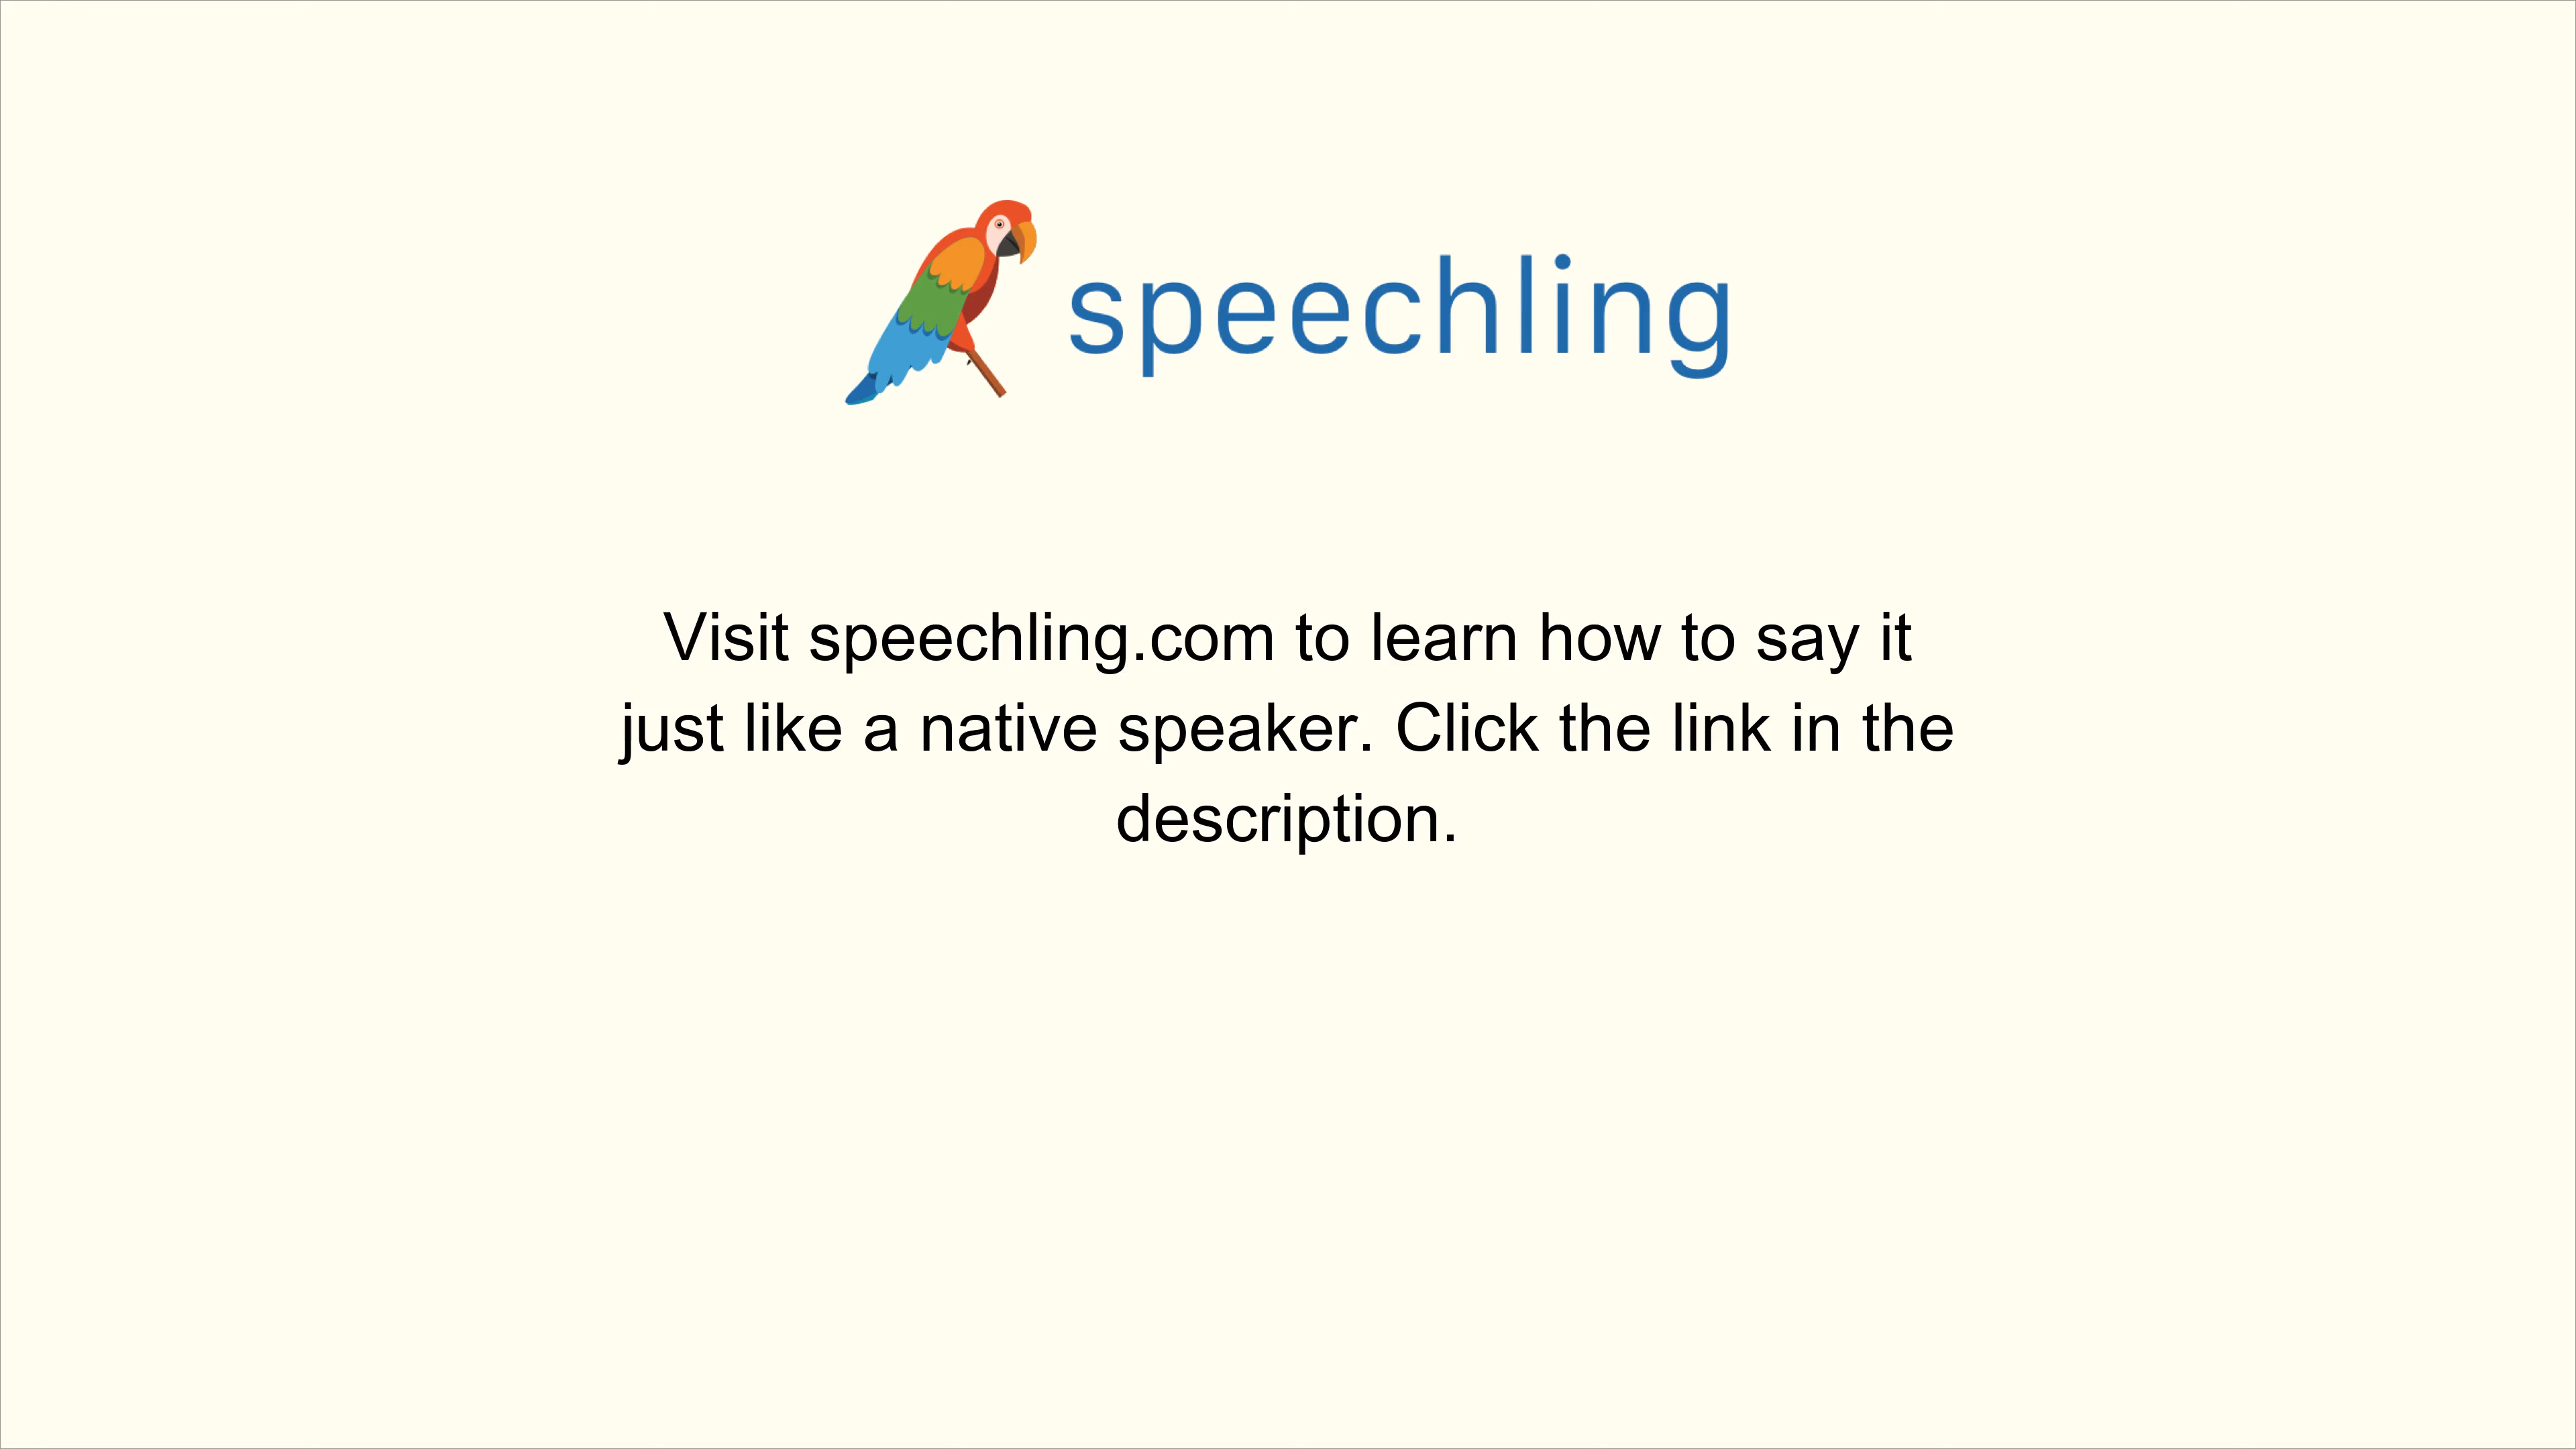 speechling
Visit speechling.com to learn how to say it
just like a native speaker. Click the link in the
description.